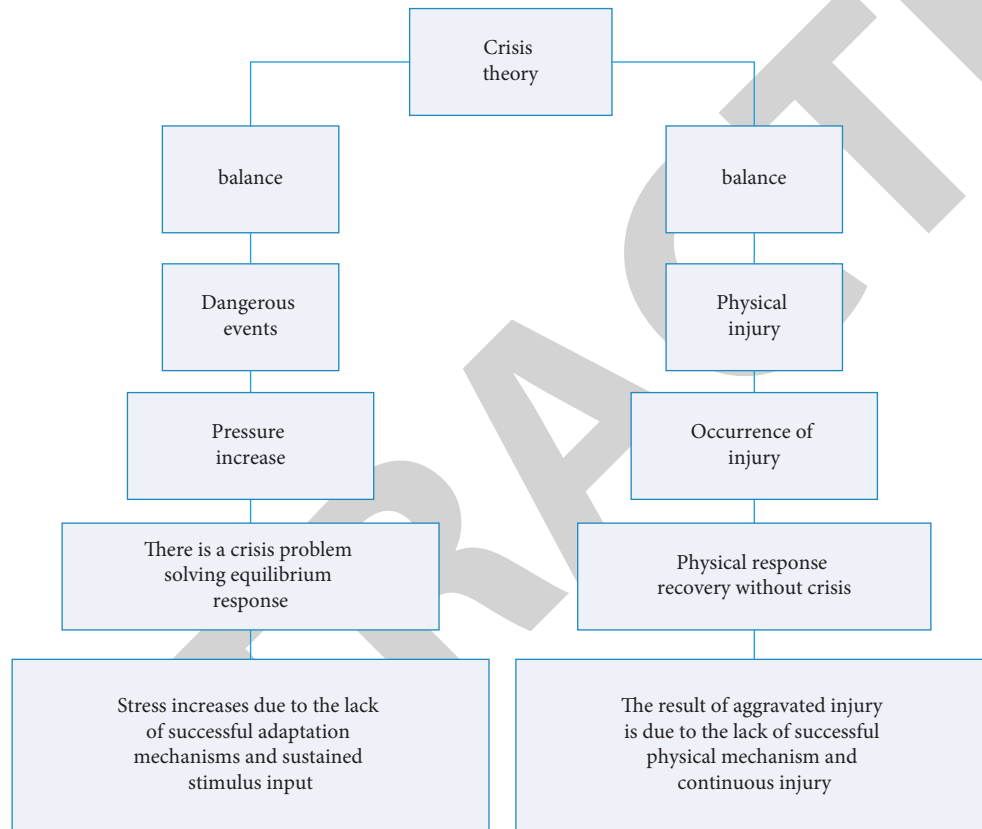 Crisis
theory
balance
balance
Dangerous
events
Physical
injury
Pressure
increase
Occurrence of
injury
There is a crisis problem
solving equilibrium
response
Physical response
recovery without crisis
Stress increases due to the lack
of successful adaptation
mechanisms and sustained
stimulus input
The result of aggravated injury
is due to the lack of successful
physical mechanism and
continuous injury
RACT